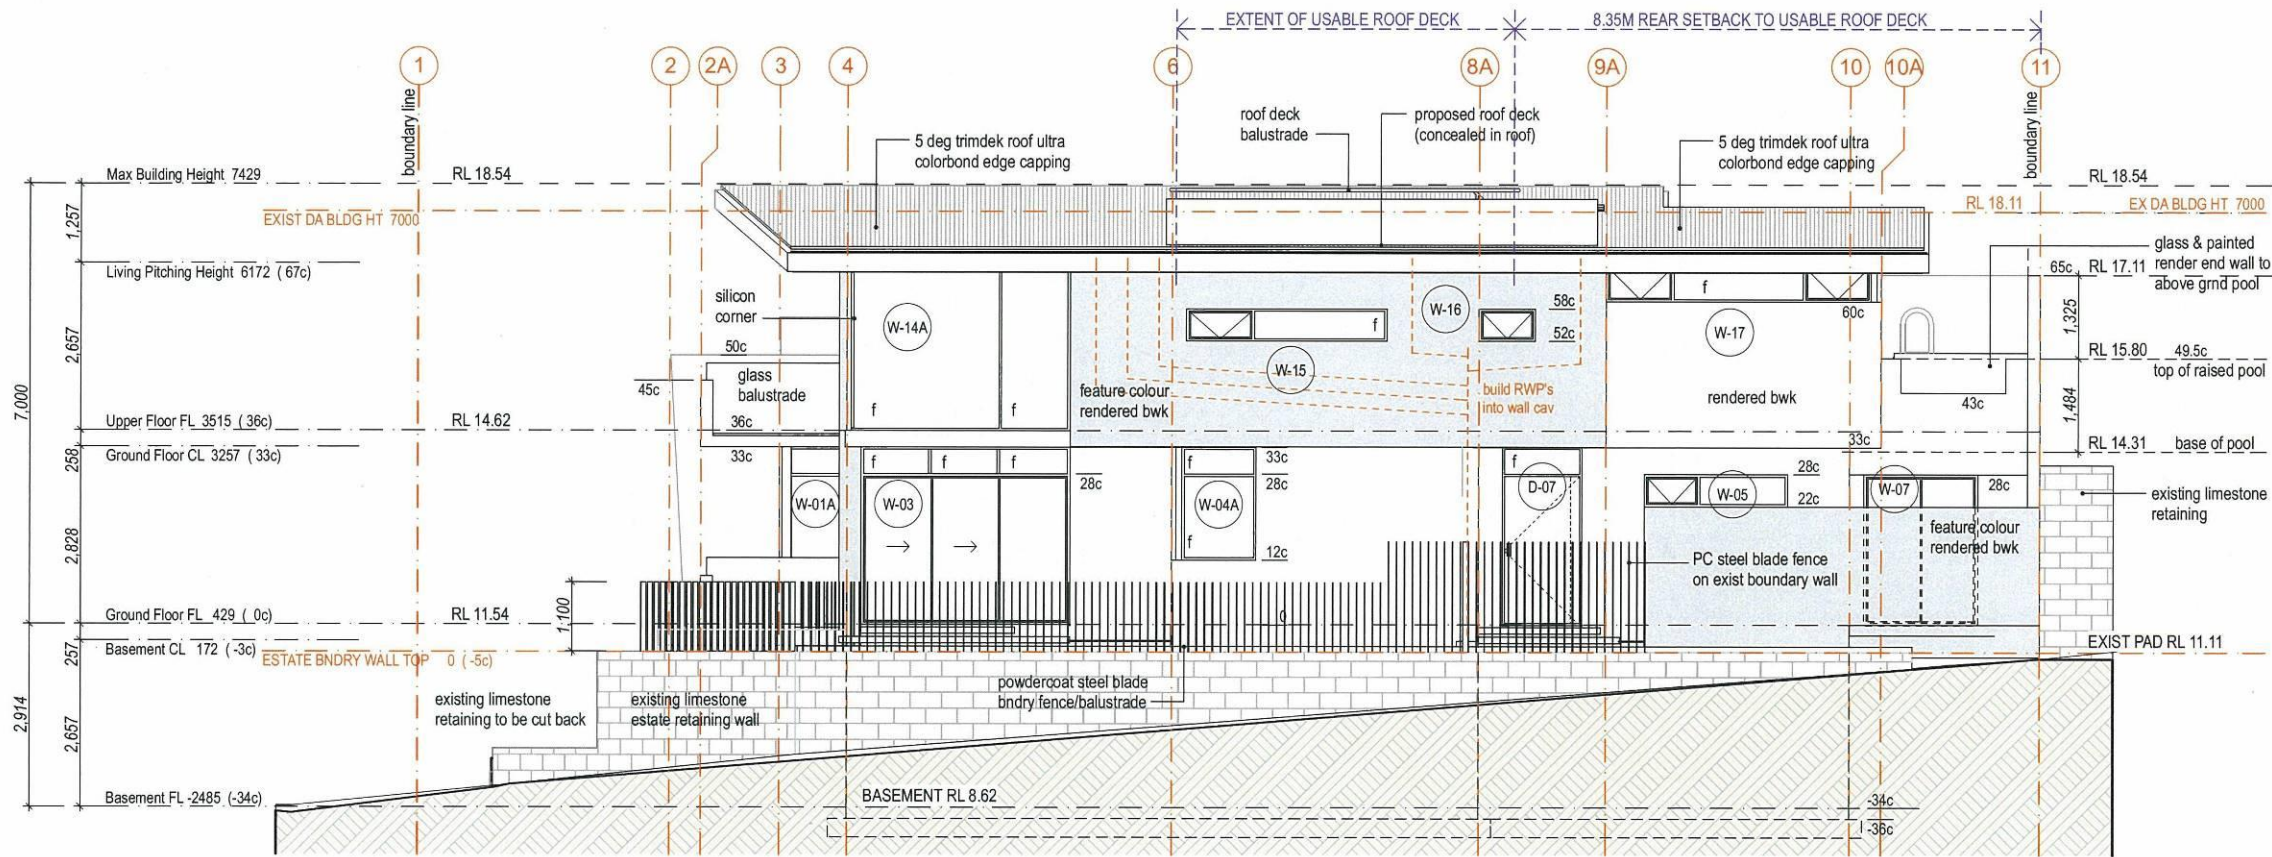 EXTENT OF USABLE ROOF DECK
8.35M REAR SETBACK TO USABLE ROOF DECK
1
2
2A
3
4
6
8A
9A
10
10A
11
boundary line
boundary line
roof deck
balustrade
proposed roof deck
(concealed in roof)
5 deg trimdek roof ultra
colorbond edge capping
5 deg trimdek roof ultra
colorbond edge capping
Max Building Height 7429
RL 18.54
RL 18.54
EXIST DA BLDG HT 7000
RL 18.11
EX DA BLDG HT 7000
1,257
glass & painted
render end wall to
above grnd pool
Living Pitching Height 6172 ( 67c)
65c
RL 17.11
silicon
corner
W-14A
W-16
58c
52c
f
f
60c
W-17
1,325
2,657
50c
W-15
RL 15.80
49.5c
top of raised pool
45c
glass
balustrade
feature colour
rendered bwk
build RWP's
into wall cav
rendered bwk
43c
7,000
f
f
1,484
Upper Floor FL 3515 ( 36c)
RL 14.62
36c
33c
RL 14.31
base of pool
258
Ground Floor CL 3257 ( 33c)
33c
f
f
f
f
33c
f
28c
28c
28c
28c
W-01A
W-03
W-04A
D-07
W-05
22c
W-07
existing limestone
retaining
feature colour
rendered bwk
f
12c
PC steel blade fence
on exist boundary wall
2,828
1.100
Ground Floor FL 429 ( 0c)
RL 11.54
0
257
Basement CL 172 ( -3c)
ESTATE BNDRY WALL TOP 0 ( -5c)
EXIST PAD RL 11.11
powdercoat steel blade
bndry fence/balustrade
existing limestone
retaining to be cut back
existing limestone
estate retaining wall
2,914
2,657
Basement FL -2485 (-34c)
BASEMENT RL 8.62
-34c
-36c